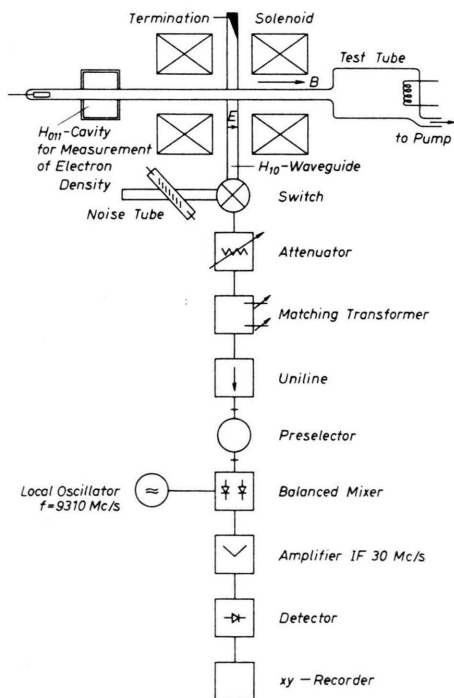 Termination
Solenoid
Test Tube
B
E
H₀₁₁-Cavity
for Measurement
of Electron
Density
to Pump
H₁₀-Waveguide
Noise Tube
Switch
Attenuator
Matching Transformer
Uniline
Preselector
Local Oscillator
f=9310 Mc/s
≈
Balanced Mixer
Amplifier IF 30 Mc/s
Detector
xy-Recorder